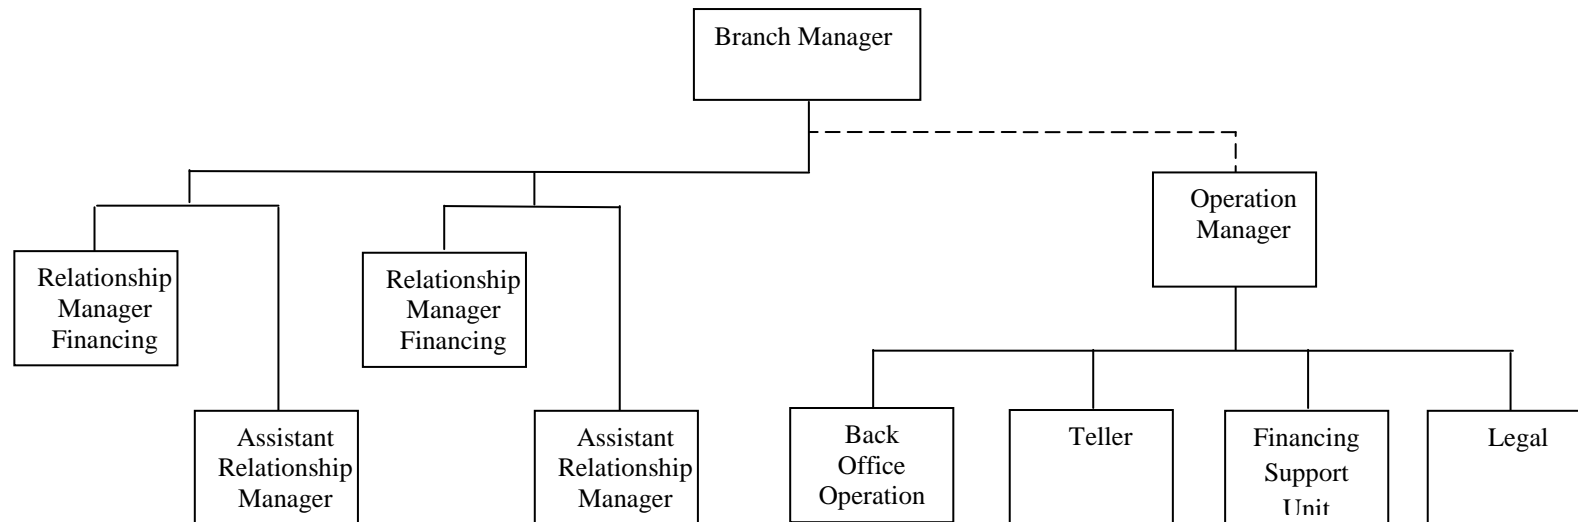 Branch Manager
Operation
Manager
Relationship
Manager
Financing
Relationship
Manager
Financing
Assistant
Relationship
Manager
Assistant
Relationship
Manager
Back
Office
Operation
Teller
Financing
Support
Unit
Legal